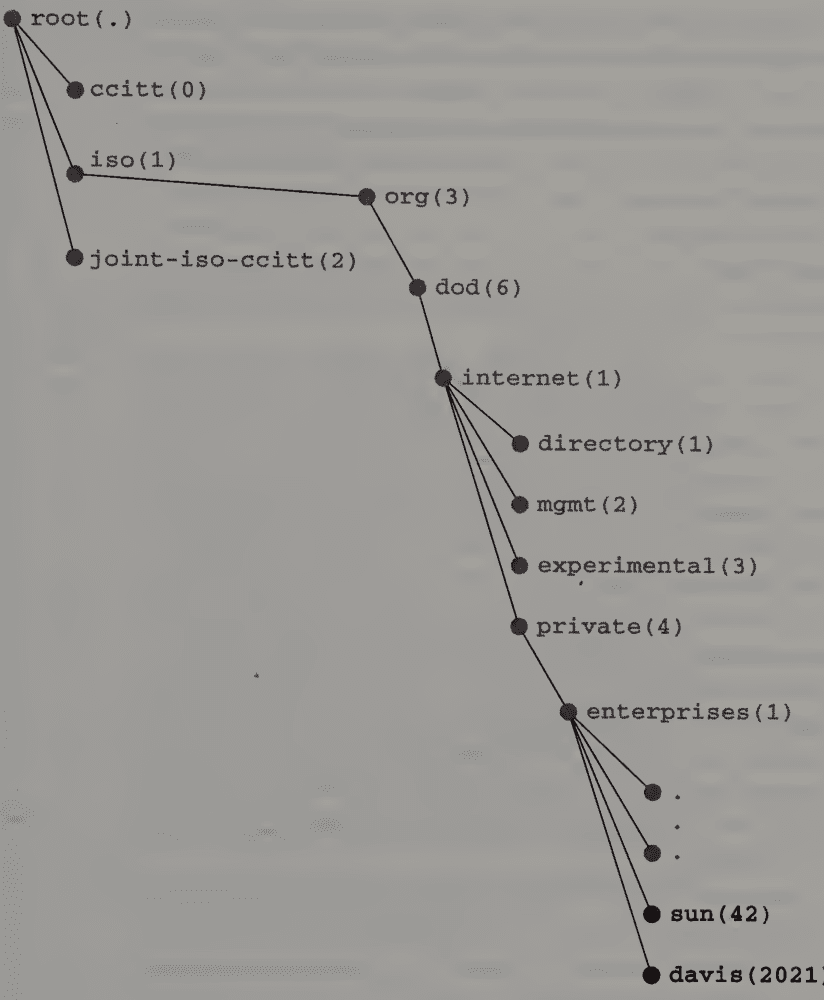 root(.)
ccitt(0)
iso(1)
org(3)
joint-iso-ccitt(2)
dod(6)
internet(1)
directory(1)
mgmt(2)
experimental(3)
private(4)
enterprises(1)
.
.
.
sun(42)
davis(2021)